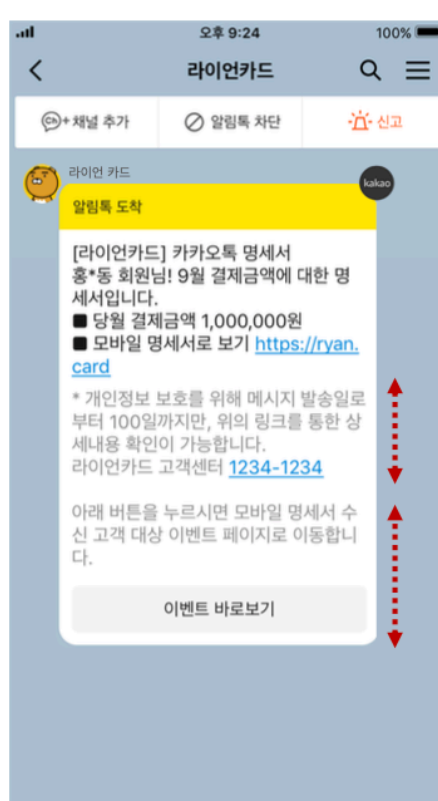 오후 9:24
100%
라이언카드
Ch+ 채널 추가
알림톡 차단
신고
라이언 카드
kakao
알림톡 도착
[라이언카드] 카카오톡 명세서
홍*동 회원님! 9월 결제금액에 대한 명
세서입니다.
■ 당월 결제금액 1,000,000원
■ 모바일 명세서로 보기 https://ryan.
card
* 개인정보 보호를 위해 메시지 발송일로
부터 100일까지만, 위의 링크를 통한 상
세내용 확인이 가능합니다.
라이언카드 고객센터 1234-1234
아래 버튼을 누르시면 모바일 명세서 수
신 고객 대상 이벤트 페이지로 이동합니
다.
이벤트 바로보기